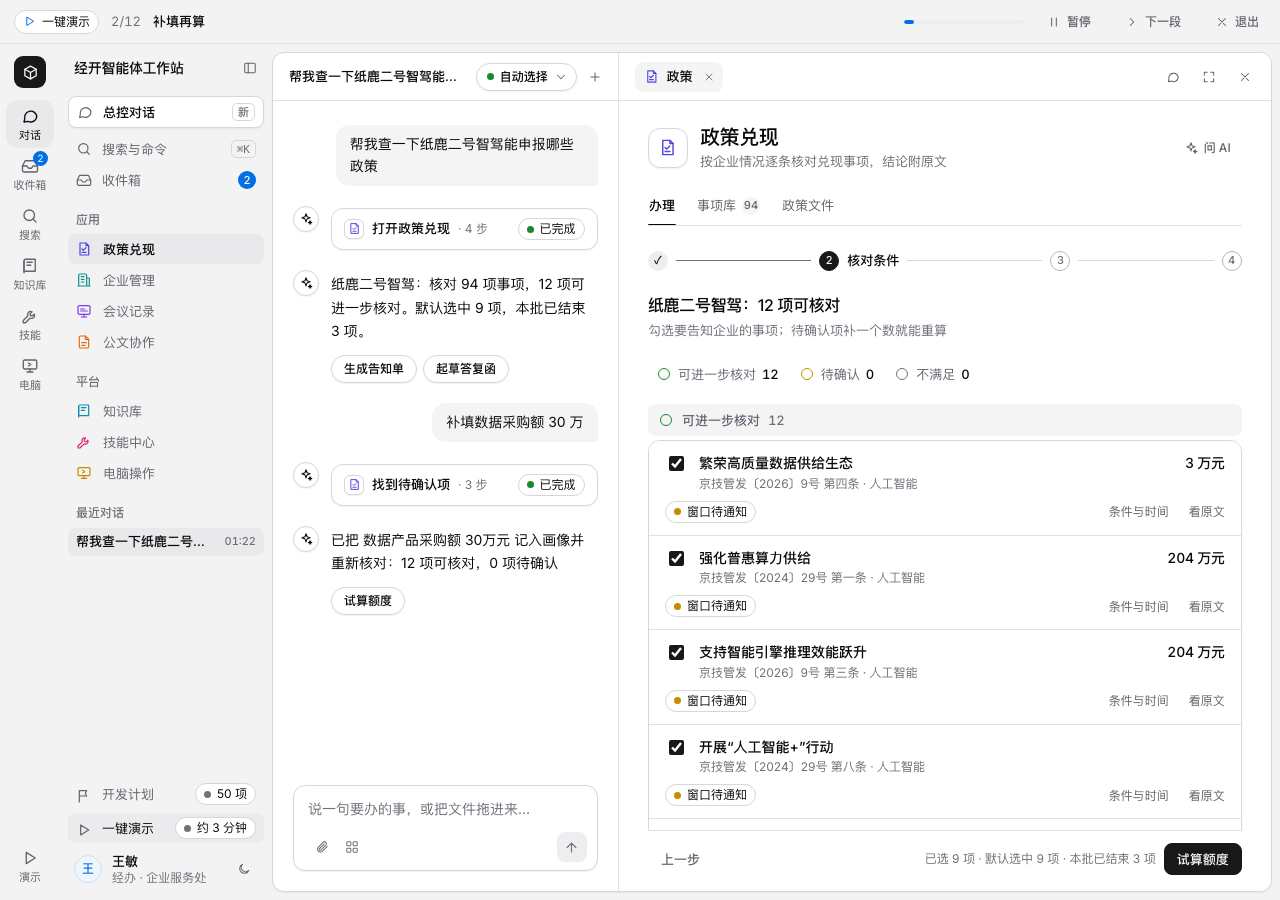 一键演示
2/12
补填再算
暂停
下一段
退出
对话
2
收件箱
搜索
知识库
技能
电脑
演示
经开智能体工作站
总控对话
新
搜索与命令
⌘K
收件箱
2
应用
政策兑现
企业管理
会议记录
公文协作
平台
知识库
技能中心
电脑操作
最近对话
帮我查一下纸鹿二号...
01:22
开发计划
50 项
一键演示
约 3 分钟
王
王敏
经办 · 企业服务处
帮我查一下纸鹿二号智驾能...
自动选择
帮我查一下纸鹿二号智驾能申报哪些
政策
打开政策兑现 · 4 步
已完成
纸鹿二号智驾：核对 94 项事项，12 项可
进一步核对。默认选中 9 项，本批已结束
3 项。
生成告知单
起草答复函
补填数据采购额 30 万
找到待确认项 · 3 步
已完成
已把 数据产品采购额 30万元 记入画像并
重新核对：12 项可核对，0 项待确认
试算额度
说一句要办的事，或把文件拖进来...
政策
政策兑现
按企业情况逐条核对兑现事项，结论附原文
问 AI
办理
事项库 94
政策文件
2 核对条件
3
4
纸鹿二号智驾：12 项可核对
勾选要告知企业的事项；待确认项补一个数就能重算
可进一步核对 12
待确认 0
不满足 0
可进一步核对 12
繁荣高质量数据供给生态
3 万元
京技管发〔2026〕9号 第四条 · 人工智能
窗口待通知
条件与时间
看原文
强化普惠算力供给
204 万元
京技管发〔2024〕29号 第一条 · 人工智能
窗口待通知
条件与时间
看原文
支持智能引擎推理效能跃升
204 万元
京技管发〔2026〕9号 第三条 · 人工智能
窗口待通知
条件与时间
看原文
开展“人工智能+”行动
京技管发〔2024〕29号 第八条 · 人工智能
窗口待通知
条件与时间
看原文
上一步
已选 9 项 · 默认选中 9 项 · 本批已结束 3 项
试算额度